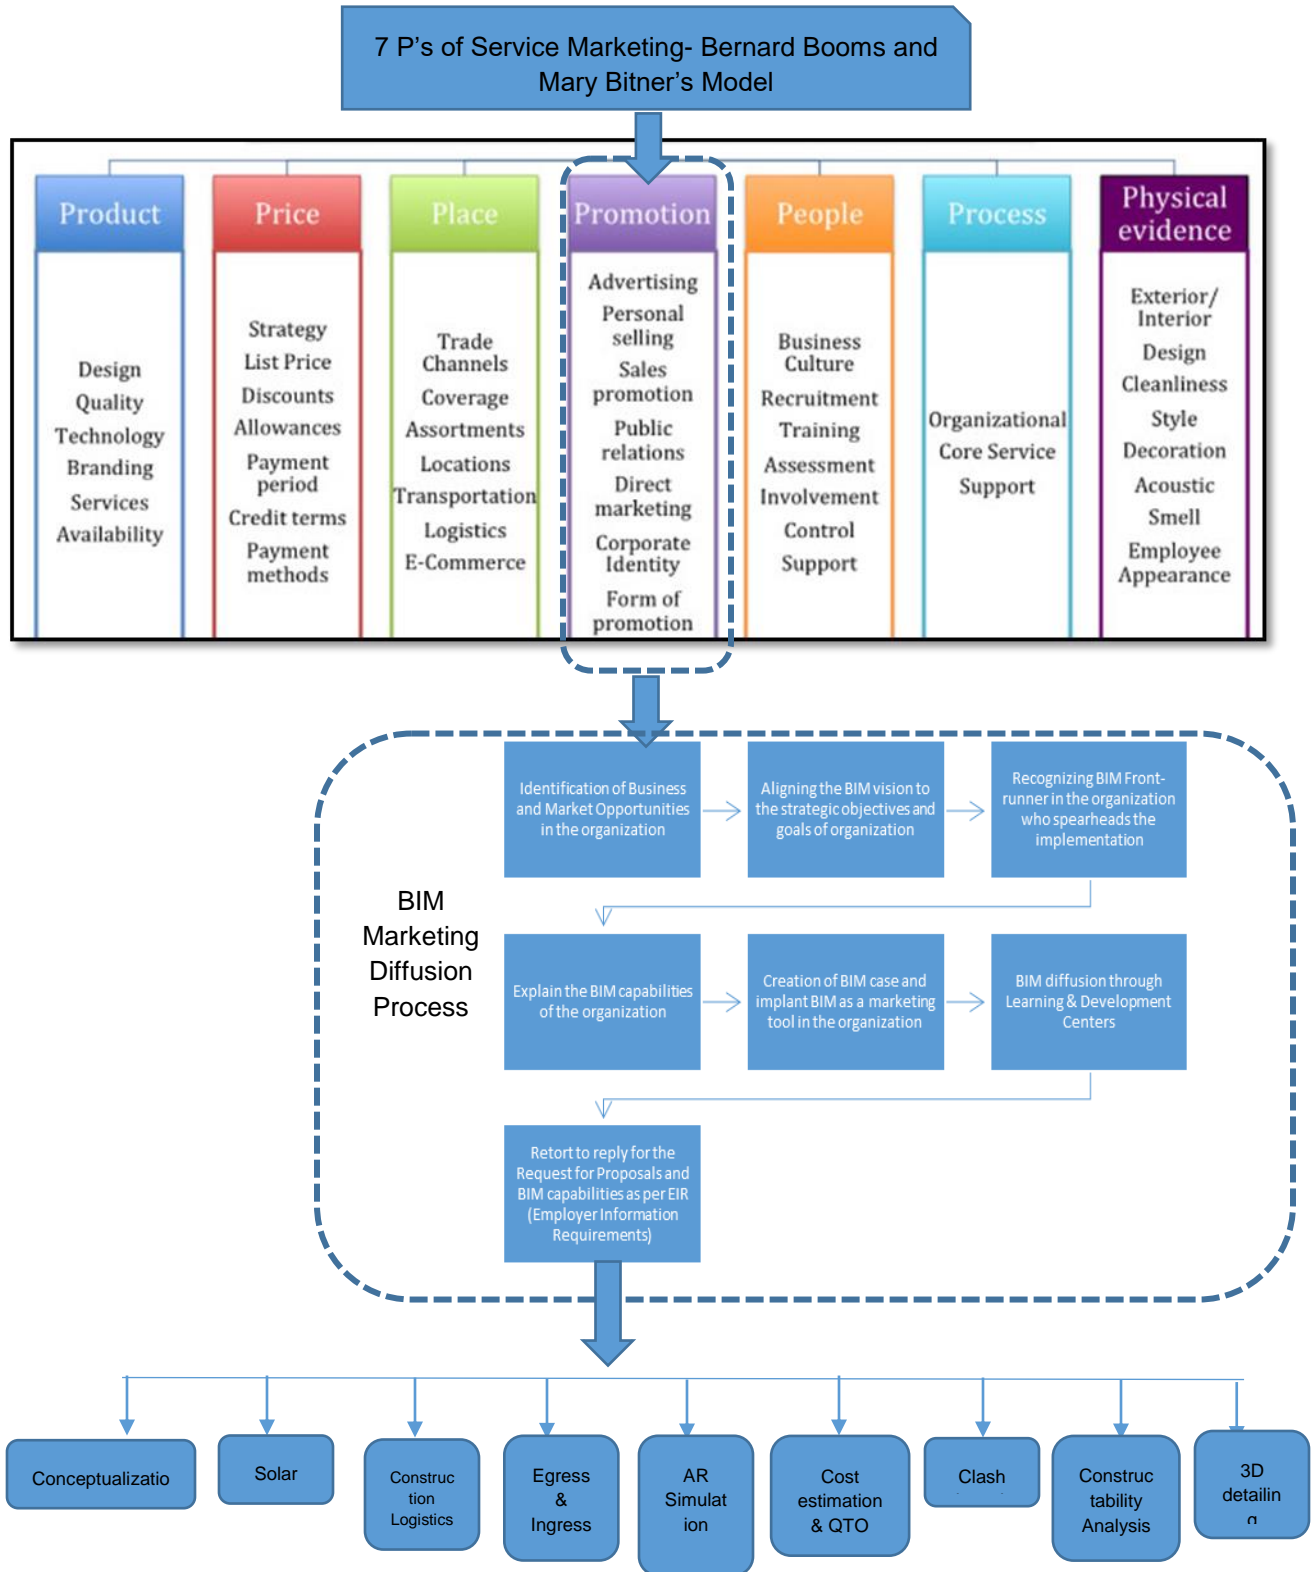 7 P’s of Service Marketing- Bernard Booms and
Mary Bitner’s Model
Product
Design
Quality
Technology
Branding
Services
Availability
Price
Strategy
List Price
Discounts
Allowances
Payment
period
Credit terms
Payment
methods
Place
Trade
Channels
Coverage
Assortments
Locations
Transportation
Logistics
E-Commerce
Promotion
Advertising
Personal
selling
Sales
promotion
Public
relations
Direct
marketing
Corporate
Identity
Form of
promotion
People
Business
Culture
Recruitment
Training
Assessment
Involvement
Control
Support
Process
Organizational
Core Service
Support
Physical
evidence
Exterior/
Interior
Design
Cleanliness
Style
Decoration
Acoustic
Smell
Employee
Appearance
BIM
Marketing
Diffusion
Process
Identification of Business
and Market Opportunities
in the organization
Aligning the BIM vision to
the strategic objectives and
goals of organization
Recognizing BIM Front-
runner in the organization
who spearheads the
implementation
Explain the BIM capabilities
of the organization
Creation of BIM case and
implant BIM as a marketing
tool in the organization
BIM diffusion through
Learning & Development
Centers
Retort to reply for the
Request for Proposals and
BIM capabilities as per EIR
(Employer Information
Requirements)
Conceptualizatio
Solar
Construc
tion
Logistics
Egress
&
Ingress
AR
Simulat
ion
Cost
estimation
& QTO
Clash
Construc
tability
Analysis
3D
detailin